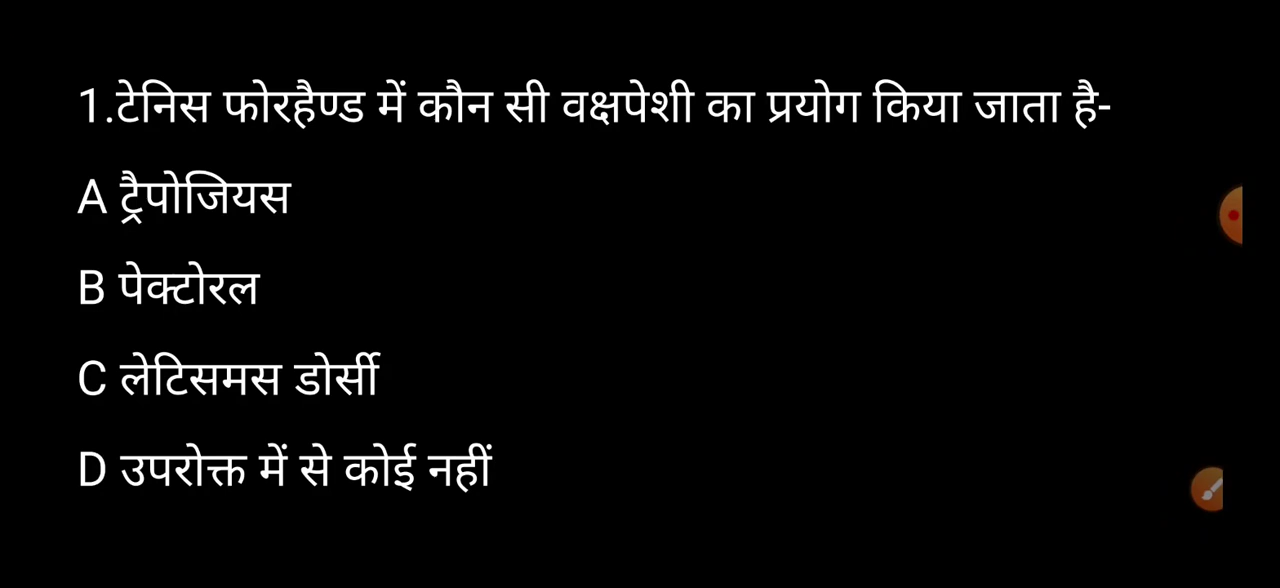 1.टेनिस फोरहैण्ड में कौन सी वक्षपेशी का प्रयोग किया जाता है-
A ट्रैपोजियस
B पेक्टोरल
C लेटिसमस डोर्सी
D उपरोक्त में से कोई नहीं